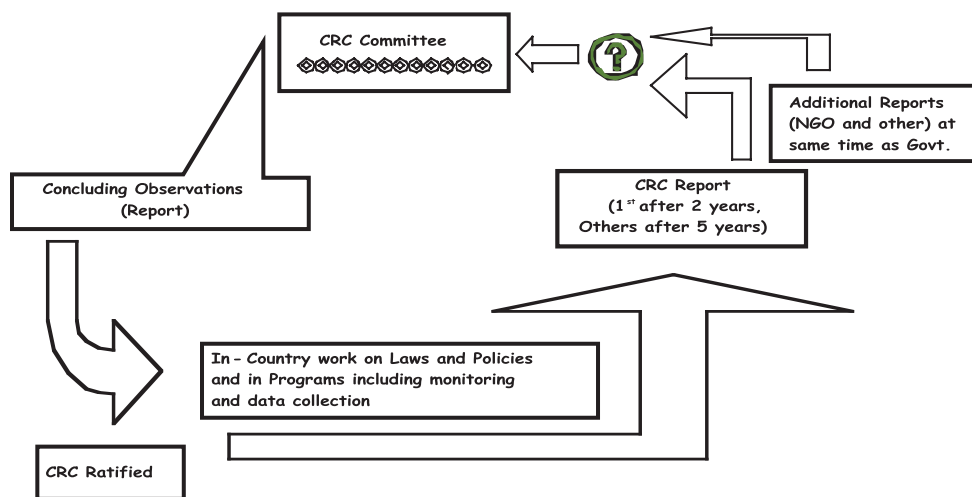 CRC Committee
?
Additional Reports
(NGO and other) at
same time as Govt.
CRC Report
(1st after 2 years,
Others after 5 years)
Concluding Observations
(Report)
In - Country work on Laws and Policies
and in Programs including monitoring
and data collection
CRC Ratified